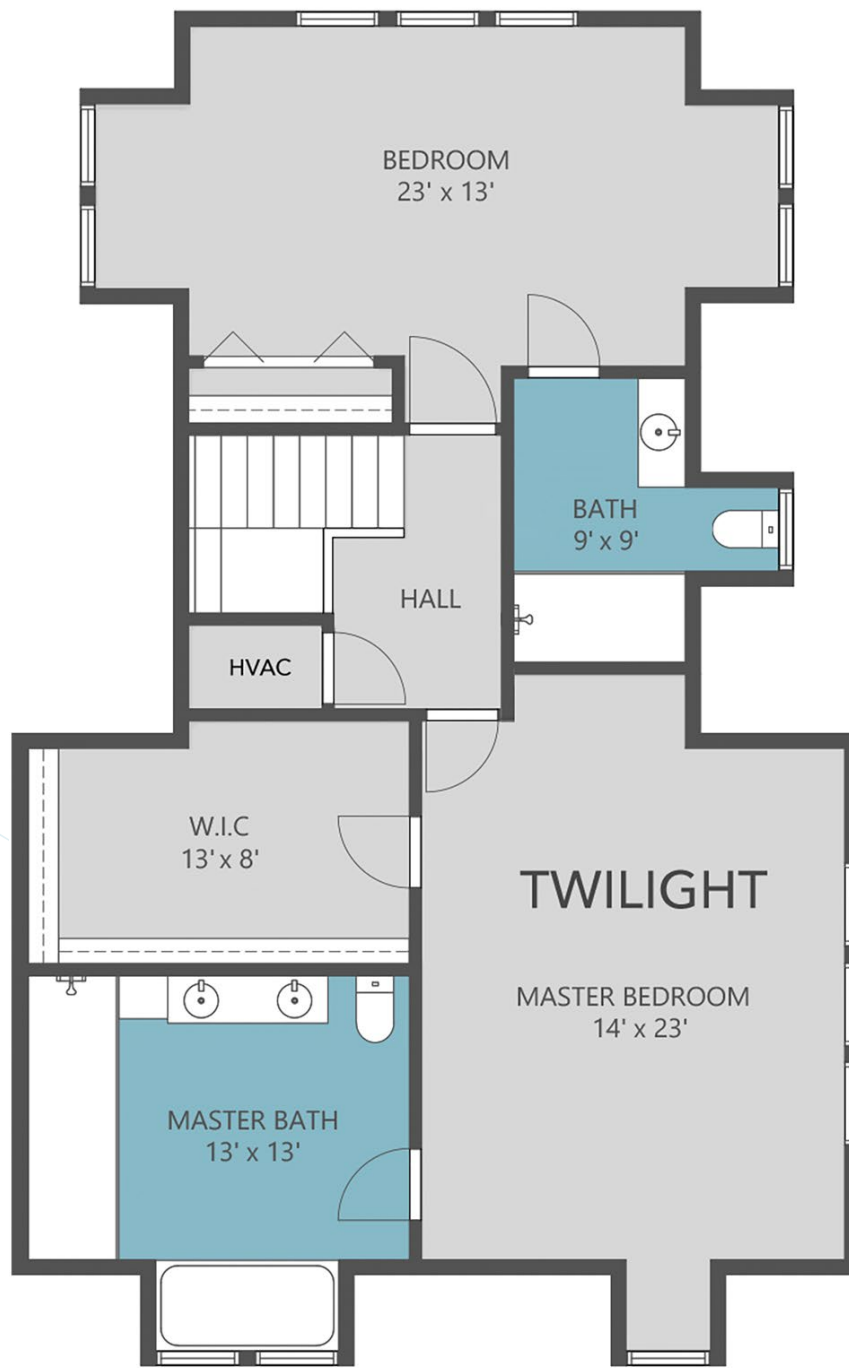 BEDROOM
23' x 13'
BATH
9' x 9'
HALL
HVAC
W.I.C
13' x 8'
TWILIGHT
MASTER BEDROOM
14' x 23'
MASTER BATH
13' x 13'